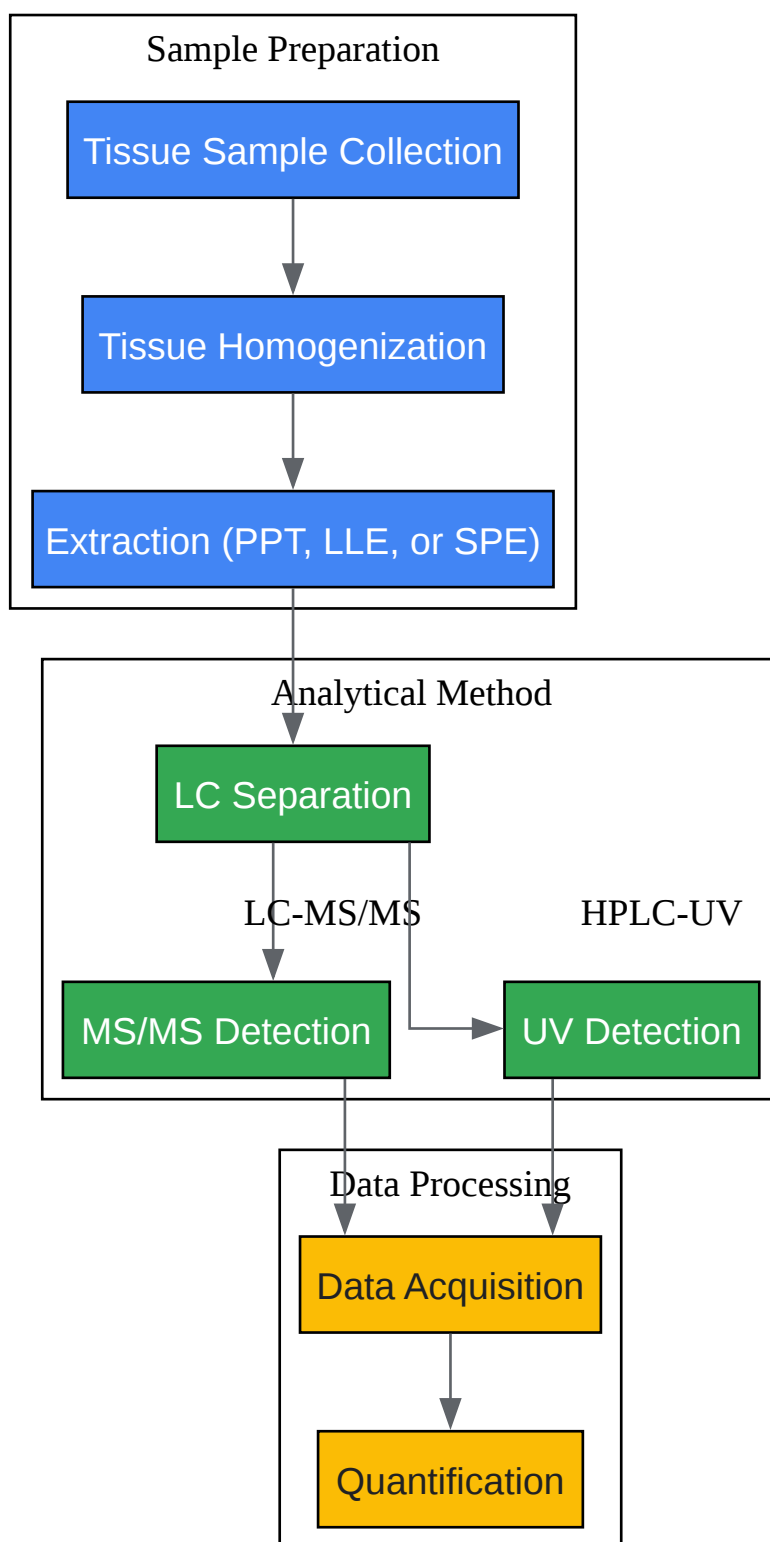 Sample Preparation
Tissue Sample Collection
Tissue Homogenization
Extraction (PPT, LLE, or SPE)
Analytical Method
LC Separation
LC-MS/MS
HPLC-UV
MS/MS Detection
UV Detection
Data Processing
Data Acquisition
Quantification